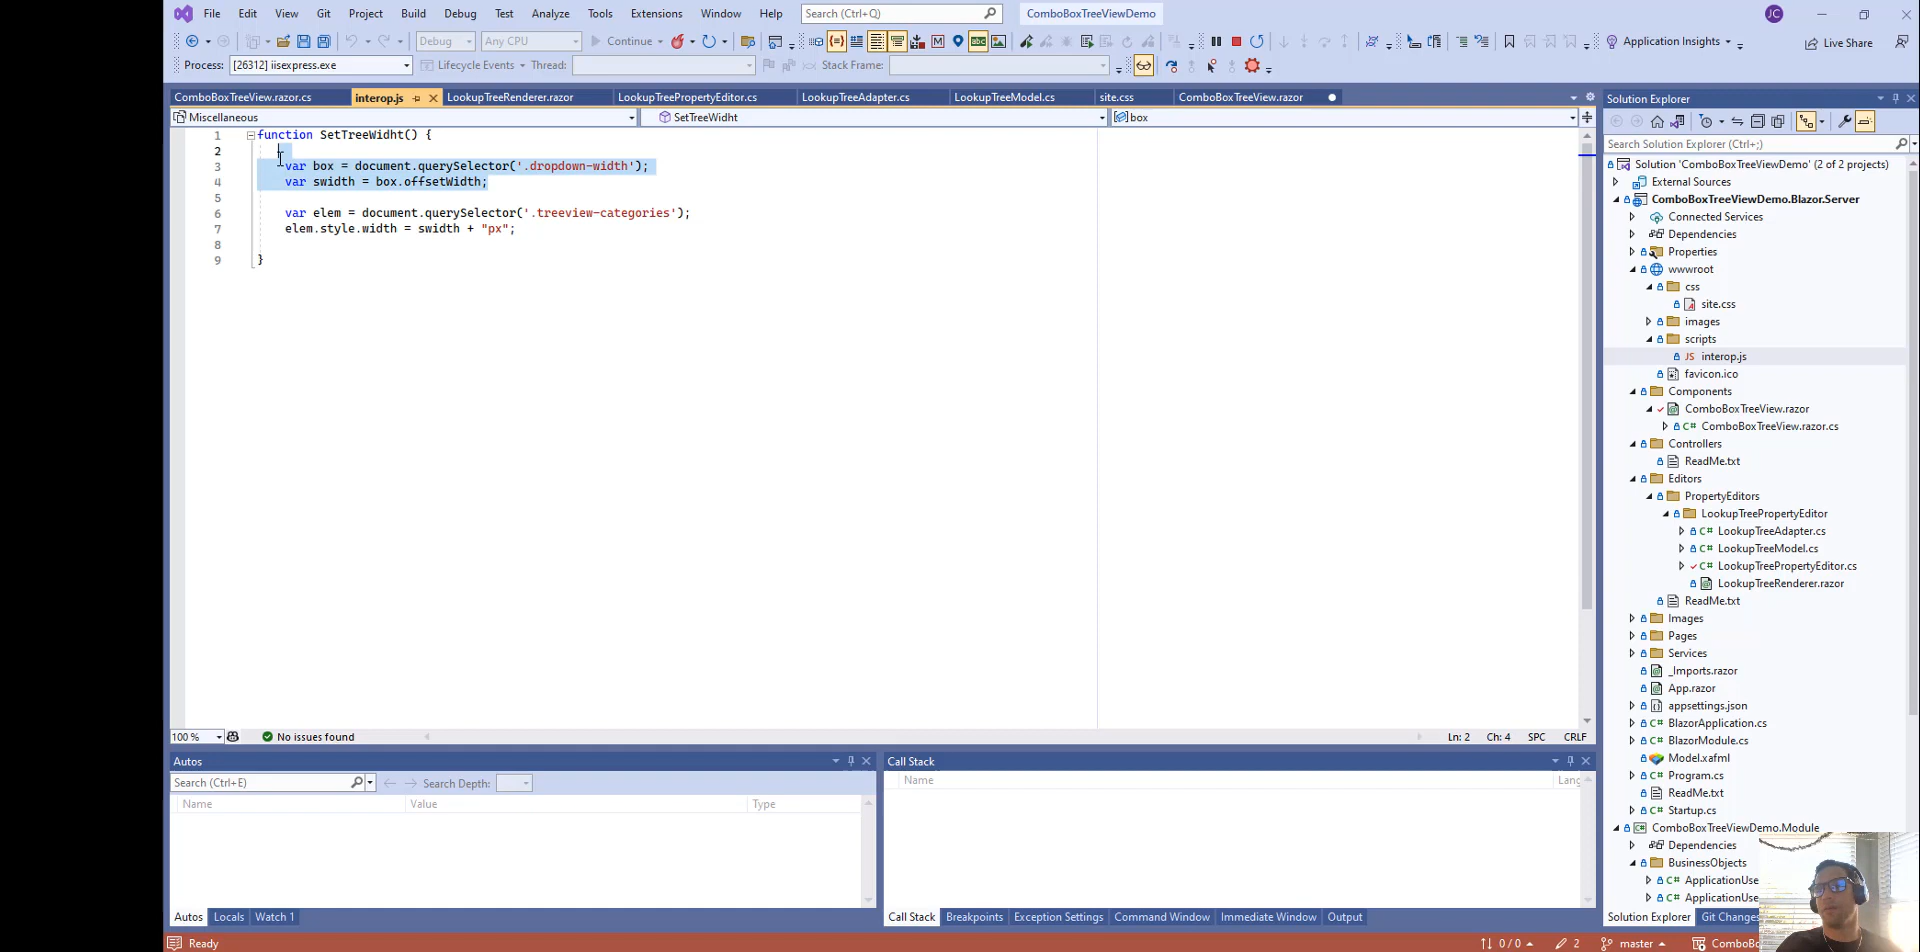 File Edit View Git Project Build Debug Test Analyze Tools Extensions Window Help Search (Ctrl+Q) ComboBoxTreeViewDemo JC
Debug Any CPU Continue Application Insights Live Share
Process: [26312] iisexpress.exe Lifecycle Events Thread: Stack Frame:
ComboBoxTreeView.razor.cs interop.js LookupTreeRenderer.razor LookupTreePropertyEditor.cs LookupTreeAdapter.cs LookupTreeModel.cs site.css ComboBoxTreeView.razor
Miscellaneous SetTreeWidht box
1 function SetTreeWidht() {
2
3 var box = document.querySelector('.dropdown-width');
4 var swidth = box.offsetWidth;
5
6 var elem = document.querySelector('.treeview-categories');
7 elem.style.width = swidth + "px";
8
9 }
100 % No issues found Ln: 2 Ch: 4 SPC CRLF
Autos
Search (Ctrl+E) Search Depth:
Name Value Type
Autos Locals Watch 1
Call Stack
Name Lang
Call Stack Breakpoints Exception Settings Command Window Immediate Window Output
Solution Explorer
Search Solution Explorer (Ctrl+;)
Solution 'ComboBoxTreeViewDemo' (2 of 2 projects)
External Sources
ComboBoxTreeViewDemo.Blazor.Server
Connected Services
Dependencies
Properties
wwwroot
css
site.css
images
scripts
JS interop.js
favicon.ico
Components
ComboBoxTreeView.razor
C# ComboBoxTreeView.razor.cs
Controllers
ReadMe.txt
Editors
PropertyEditors
LookupTreePropertyEditor
C# LookupTreeAdapter.cs
C# LookupTreeModel.cs
C# LookupTreePropertyEditor.cs
LookupTreeRenderer.razor
ReadMe.txt
Images
Pages
Services
_Imports.razor
App.razor
appsettings.json
C# BlazorApplication.cs
C# BlazorModule.cs
Model.xafml
C# Program.cs
ReadMe.txt
C# Startup.cs
ComboBoxTreeViewDemo.Module
Dependencies
BusinessObjects
C# ApplicationUse
C# ApplicationUse
Solution Explorer Git Changes
Ready 0 / 0 2 master ComboBo